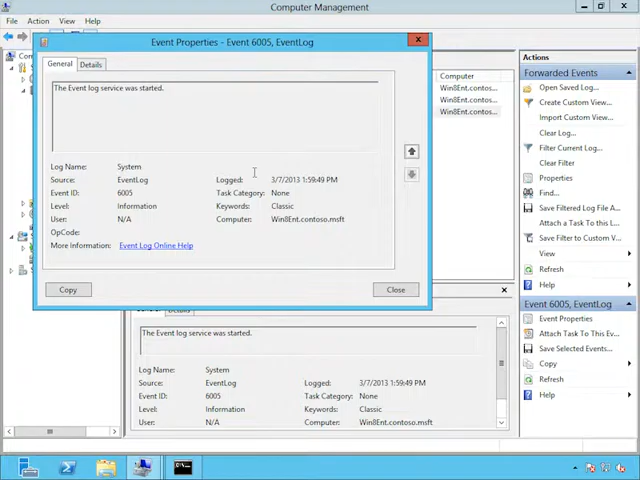 Computer Management
File Action View Help
Event Properties - Event 6005, EventLog
General Details
The Event log service was started.
Log Name: System
Source: EventLog Logged: 3/7/2013 1:59:49 PM
Event ID: 6005 Task Category: None
Level: Information Keywords: Classic
User: N/A Computer: Win8Ent.contoso.msft
OpCode:
More Information: Event Log Online Help
Copy Close
Computer
Win8Ent.contos...
Win8Ent.contos...
Win8Ent.contos...
The Event log service was started.
Log Name: System
Source: EventLog Logged: 3/7/2013 1:59:49 PM
Event ID: 6005 Task Category: None
Level: Information Keywords: Classic
User: N/A Computer: Win8Ent.contoso.msft
Actions
Forwarded Events
Open Saved Log...
Create Custom View...
Import Custom View...
Clear Log...
Filter Current Log...
Clear Filter
Properties
Find...
Save Filtered Log File A...
Attach a Task To this L...
Save Filter to Custom V...
View
Refresh
Help
Event 6005, EventLog
Event Properties
Attach Task To This Ev...
Save Selected Events...
Copy
Refresh
Help